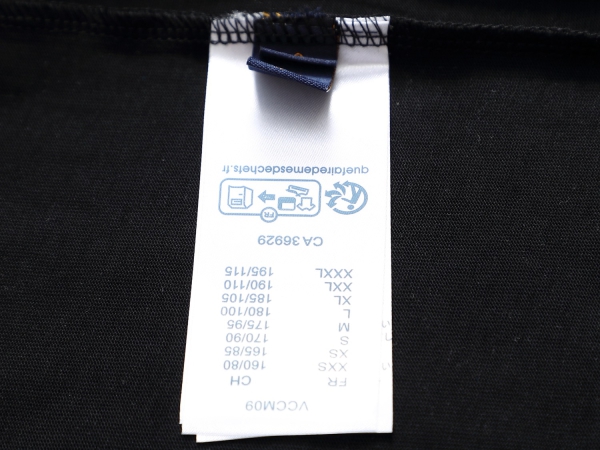 VCCM09
FR CH
XXS 160/80
XS 165/85
S 170/90
M 175/95
L 180/100
XL 185/105
XXL 190/110
XXXL 195/115
CA 36929
FR
quefairedemesdechets.fr